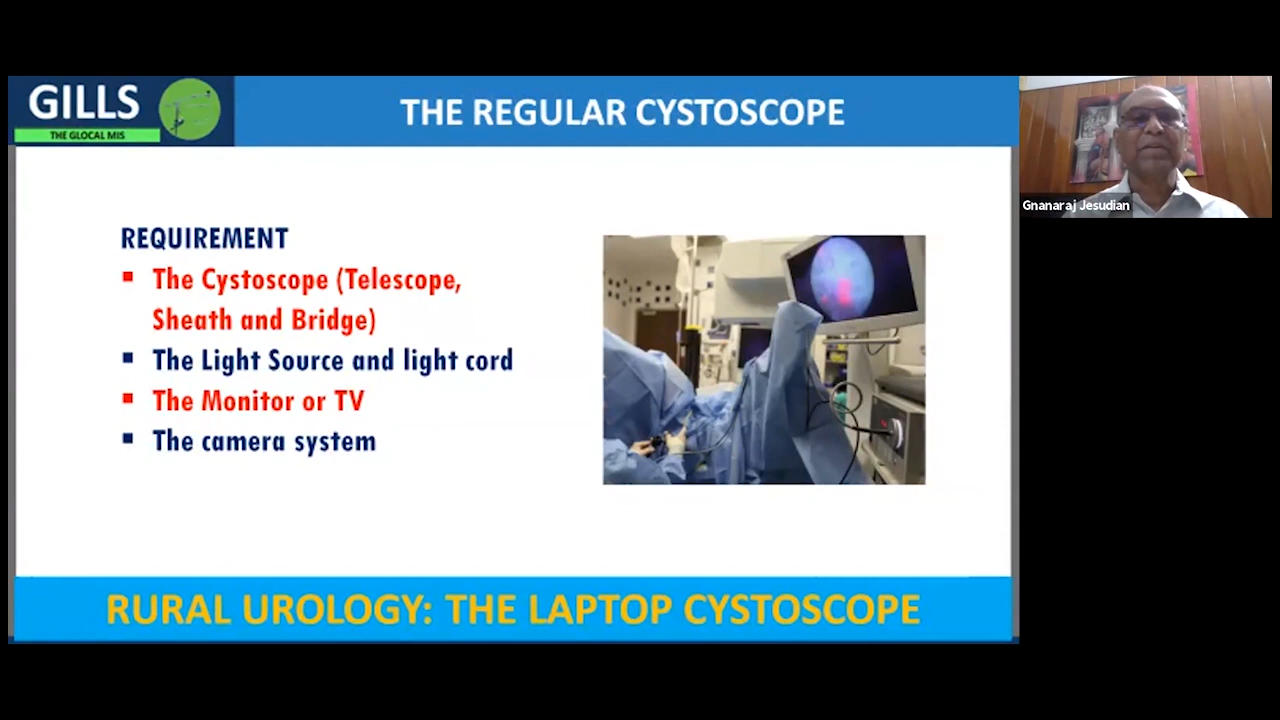 GILLS
THE GLOCAL MIS
THE REGULAR CYSTOSCOPE
Gnanaraj Jesudian
REQUIREMENT
▪ The Cystoscope (Telescope,
Sheath and Bridge)
▪ The Light Source and light cord
▪ The Monitor or TV
▪ The camera system
RURAL UROLOGY: THE LAPTOP CYSTOSCOPE